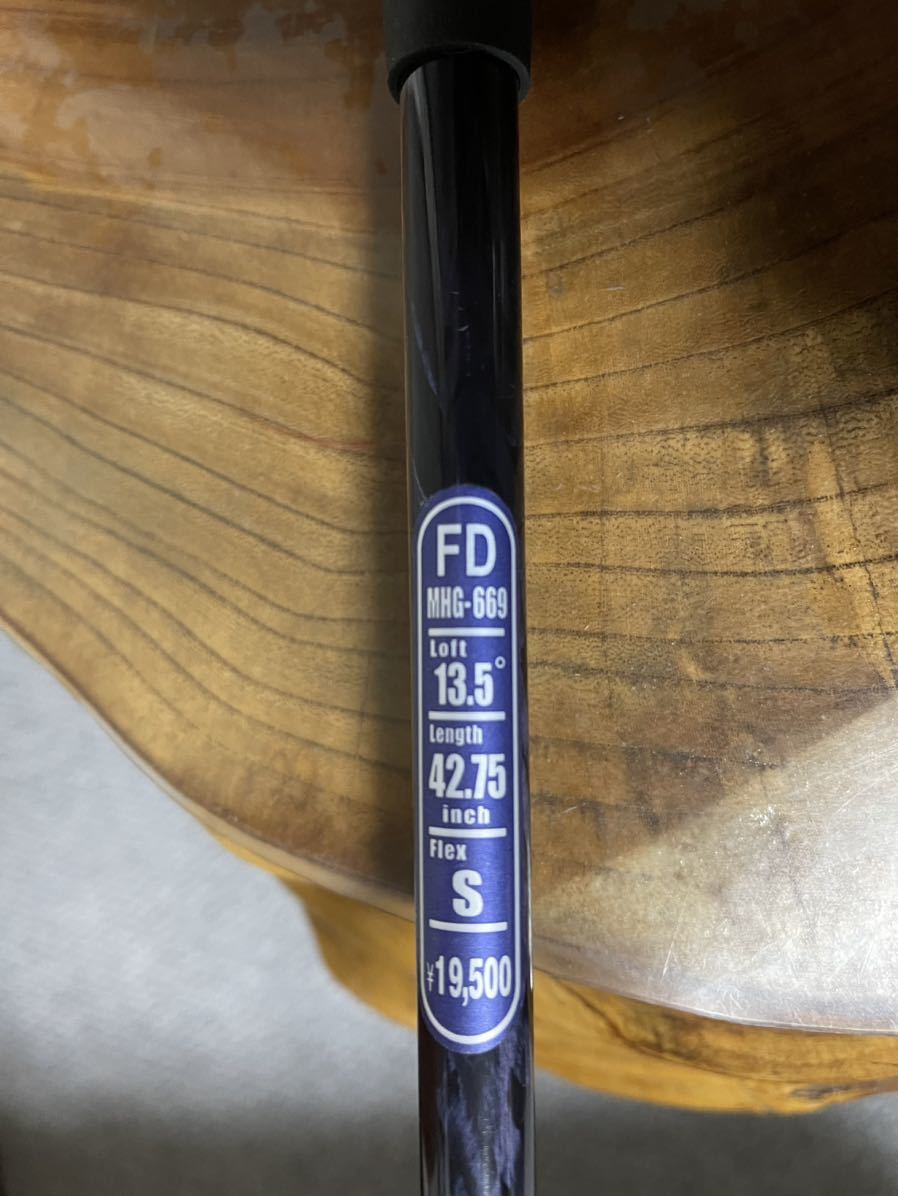 FD
MHG-669
Loft
13.5°
Length
42.75
inch
Flex
S
¥19,500